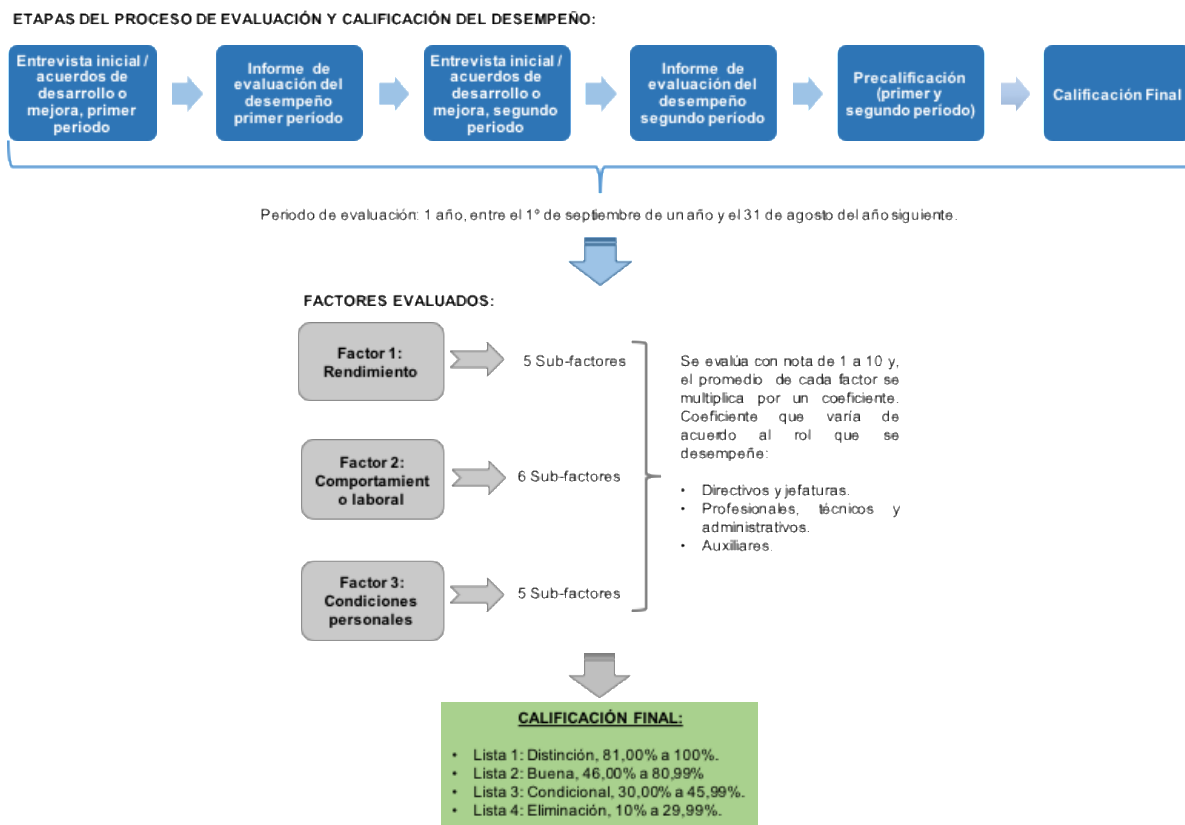 ETAPAS DEL PROCESO DE EVALUACIÓN Y CALIFICACIÓN DEL DESEMPEÑO:
Entrevista inicial /
acuerdos de
desarrollo o
mejora, primer
periodo
Informe de
evaluación del
desempeño
primer período
Entrevista inicial /
acuerdos de
desarrollo o
mejora, segundo
periodo
Informe de
evaluación del
desempeño
segundo período
Precalificación
(primer y
segundo período)
Calificación Final
Periodo de evaluación: 1 año, entre el 1º de septiembre de un año y el 31 de agosto del año siguiente.
FACTORES EVALUADOS:
Factor 1:
Rendimiento
5 Sub-factores
Factor 2:
Comportamient
o laboral
6 Sub-factores
Factor 3:
Condiciones
personales
5 Sub-factores
Se evalúa con nota de 1 a 10 y,
el promedio de cada factor se
multiplica por un coeficiente.
Coeficiente que varía de
acuerdo al rol que se
desempeñe:
• Directivos y jefaturas.
• Profesionales, técnicos y
administrativos.
• Auxiliares.
CALIFICACIÓN FINAL:
• Lista 1: Distinción, 81,00% a 100%.
• Lista 2: Buena, 46,00% a 80,99%
• Lista 3: Condicional, 30,00% a 45,99%.
• Lista 4: Eliminación, 10% a 29,99%.